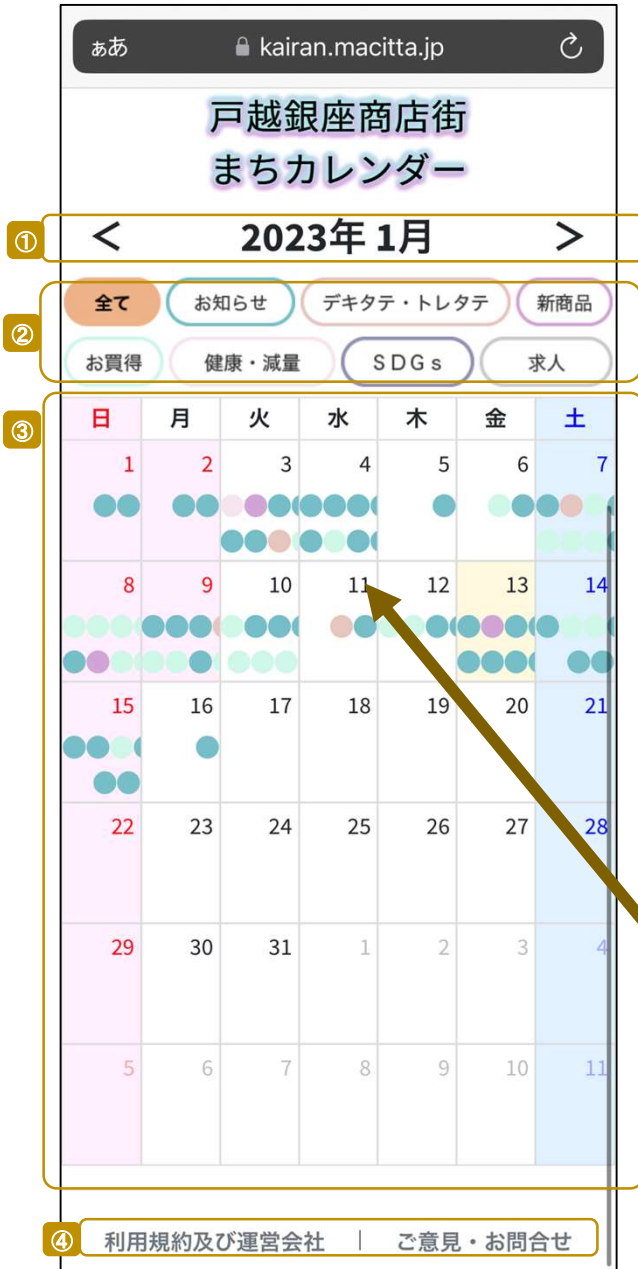 ぁあ kairan.macitta.jp
戸越銀座商店街
まちカレンダー
① < 2023年 1月 >
② 全て お知らせ デキタテ・トレタテ 新商品
お買得 健康・減量 SDGs 求人
③ 日 月 火 水 木 金 土
1 2 3 4 5 6 7
8 9 10 11 12 13 14
15 16 17 18 19 20 21
22 23 24 25 26 27 28
29 30 31 1 2 3 4
5 6 7 8 9 10 11
④ 利用規約及び運営会社 | ご意見・お問合せ